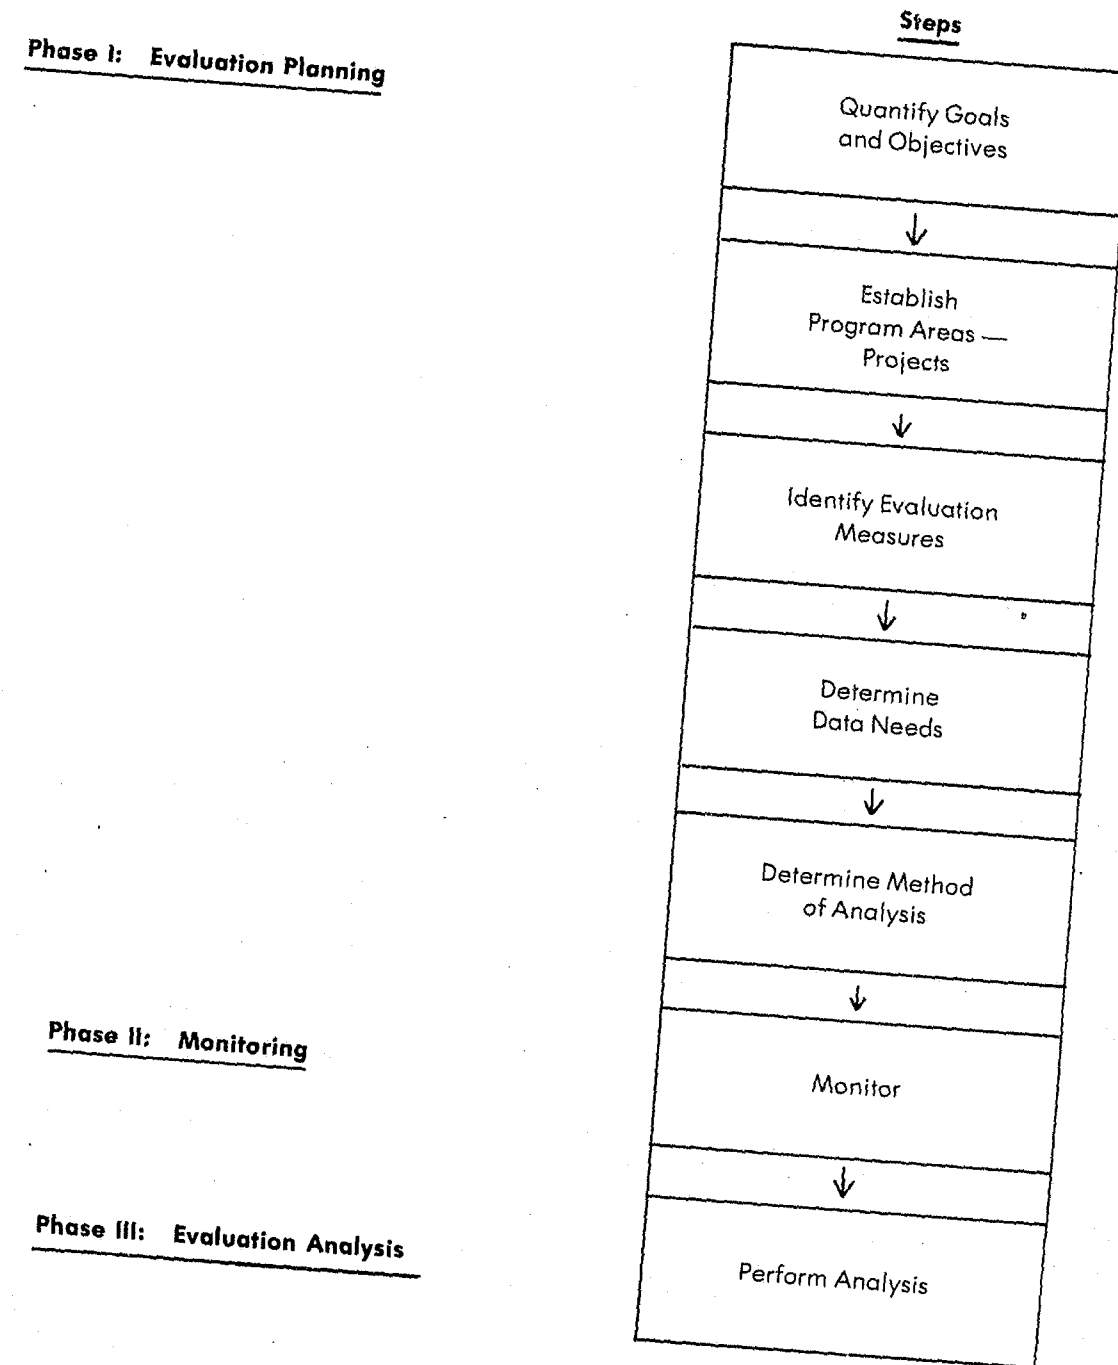 Steps
Phase I: Evaluation Planning
Quantify Goals
and Objectives
Establish
Program Areas —
Projects
Identify Evaluation
Measures
Determine
Data Needs
Determine Method
of Analysis
Phase II: Monitoring
Monitor
Phase III: Evaluation Analysis
Perform Analysis